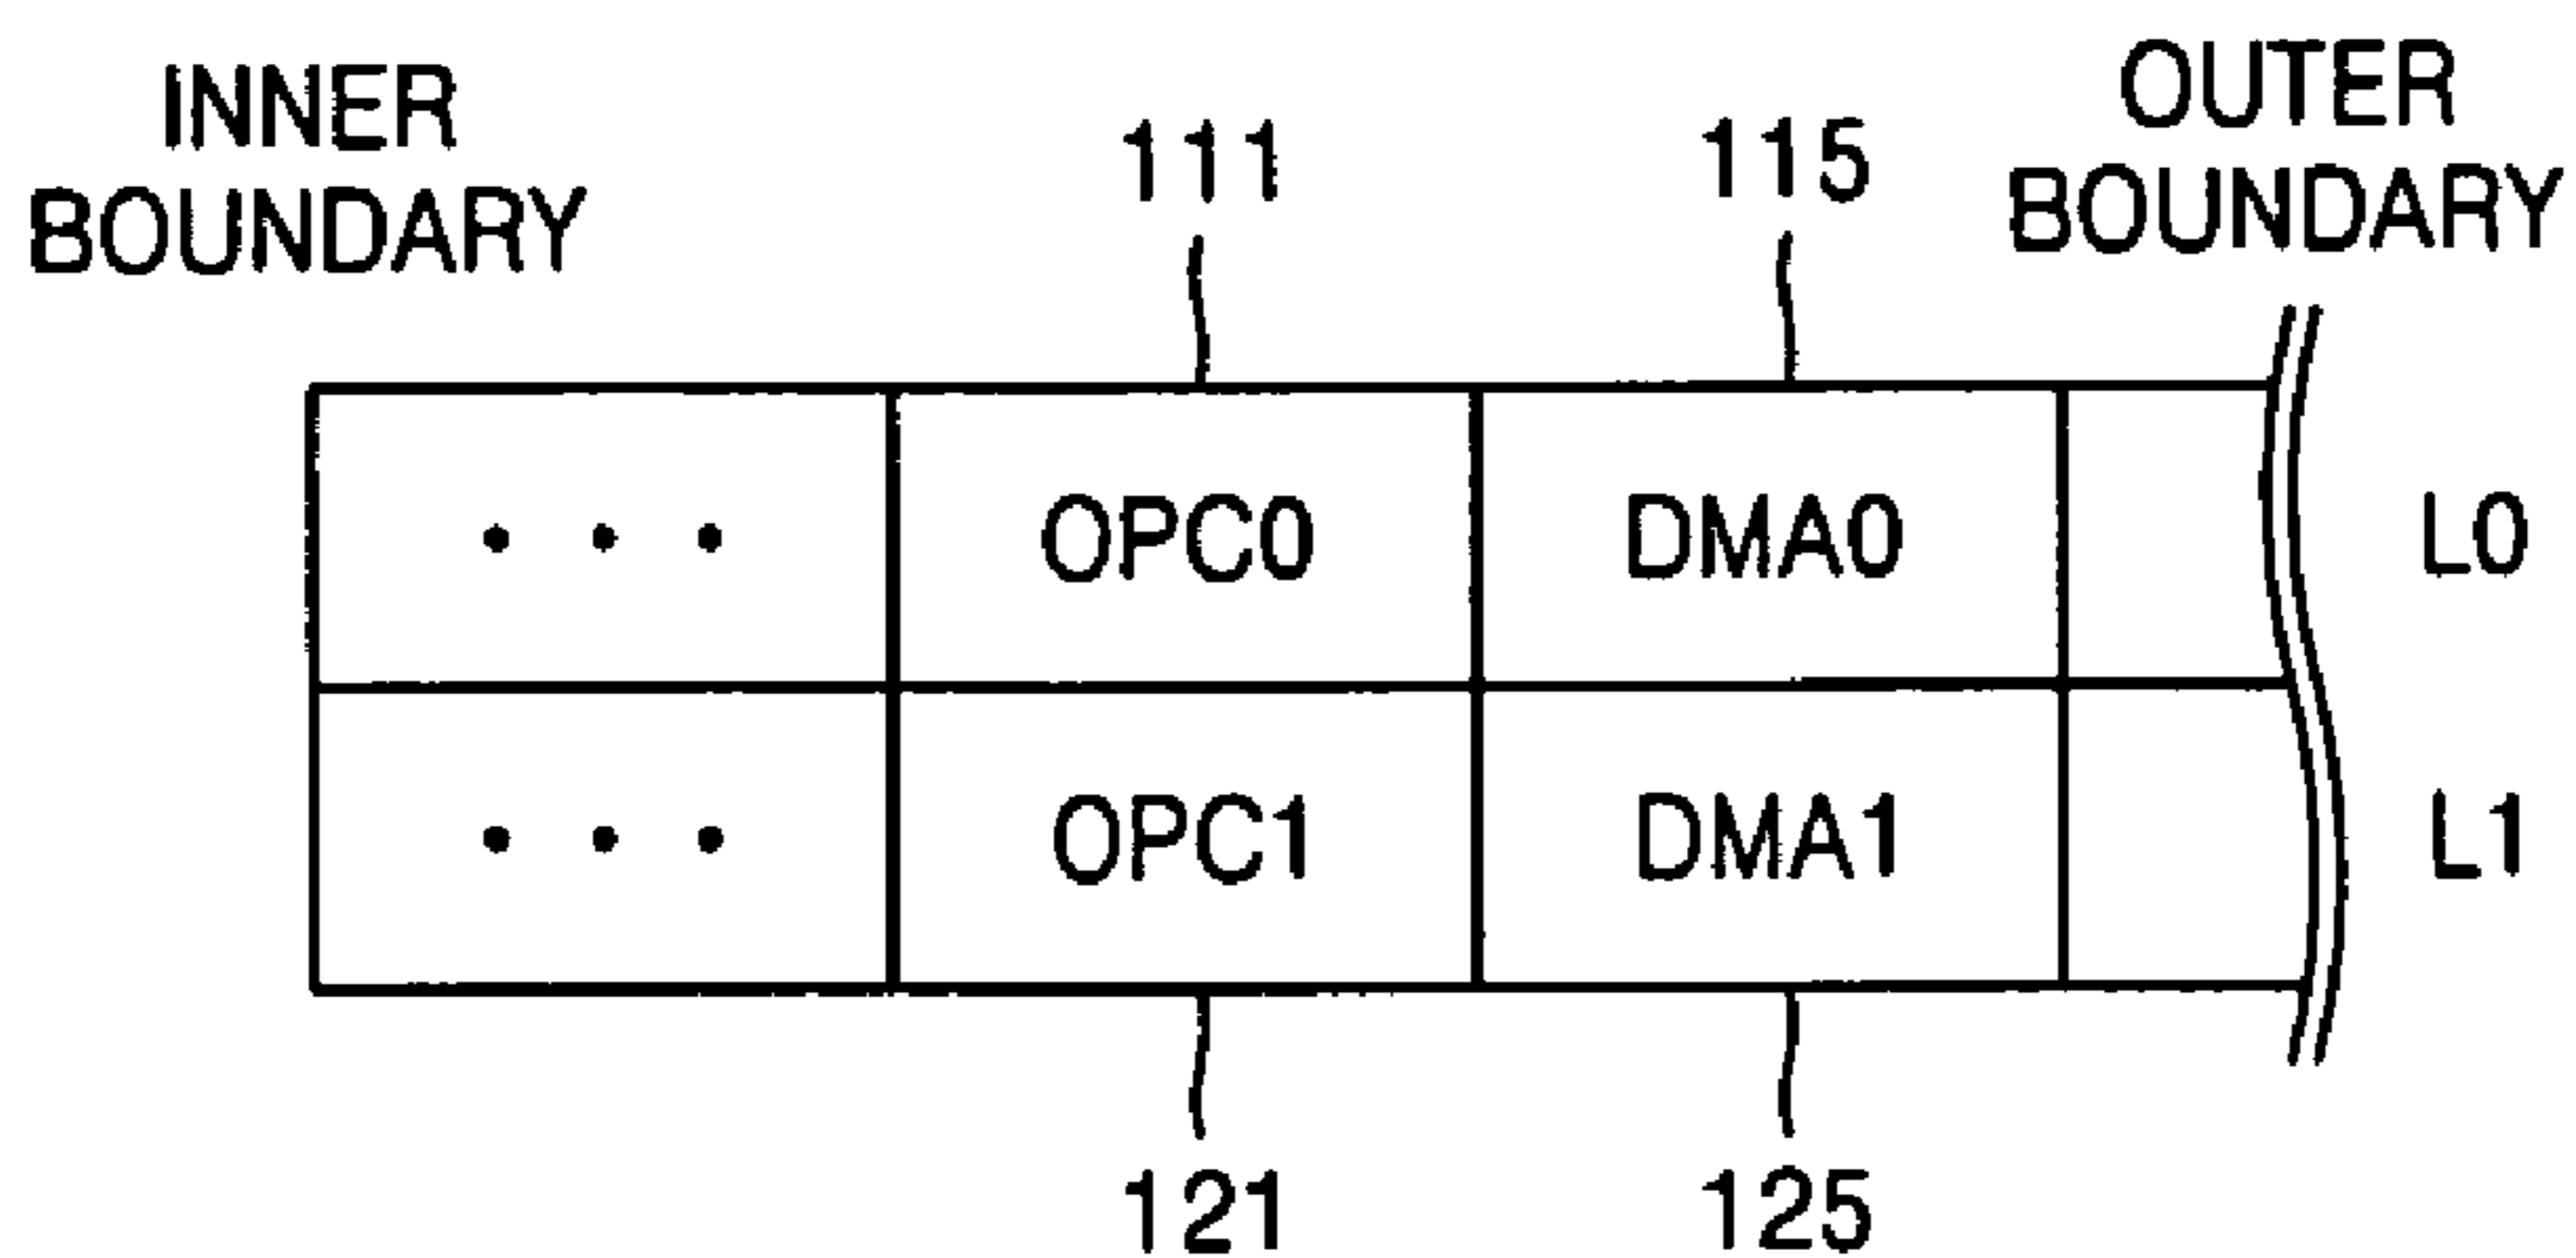 INNER
BOUNDARY
111
115
OUTER
BOUNDARY
• • •
OPC0
DMA0
L0
• • •
OPC1
DMA1
L1
121
125